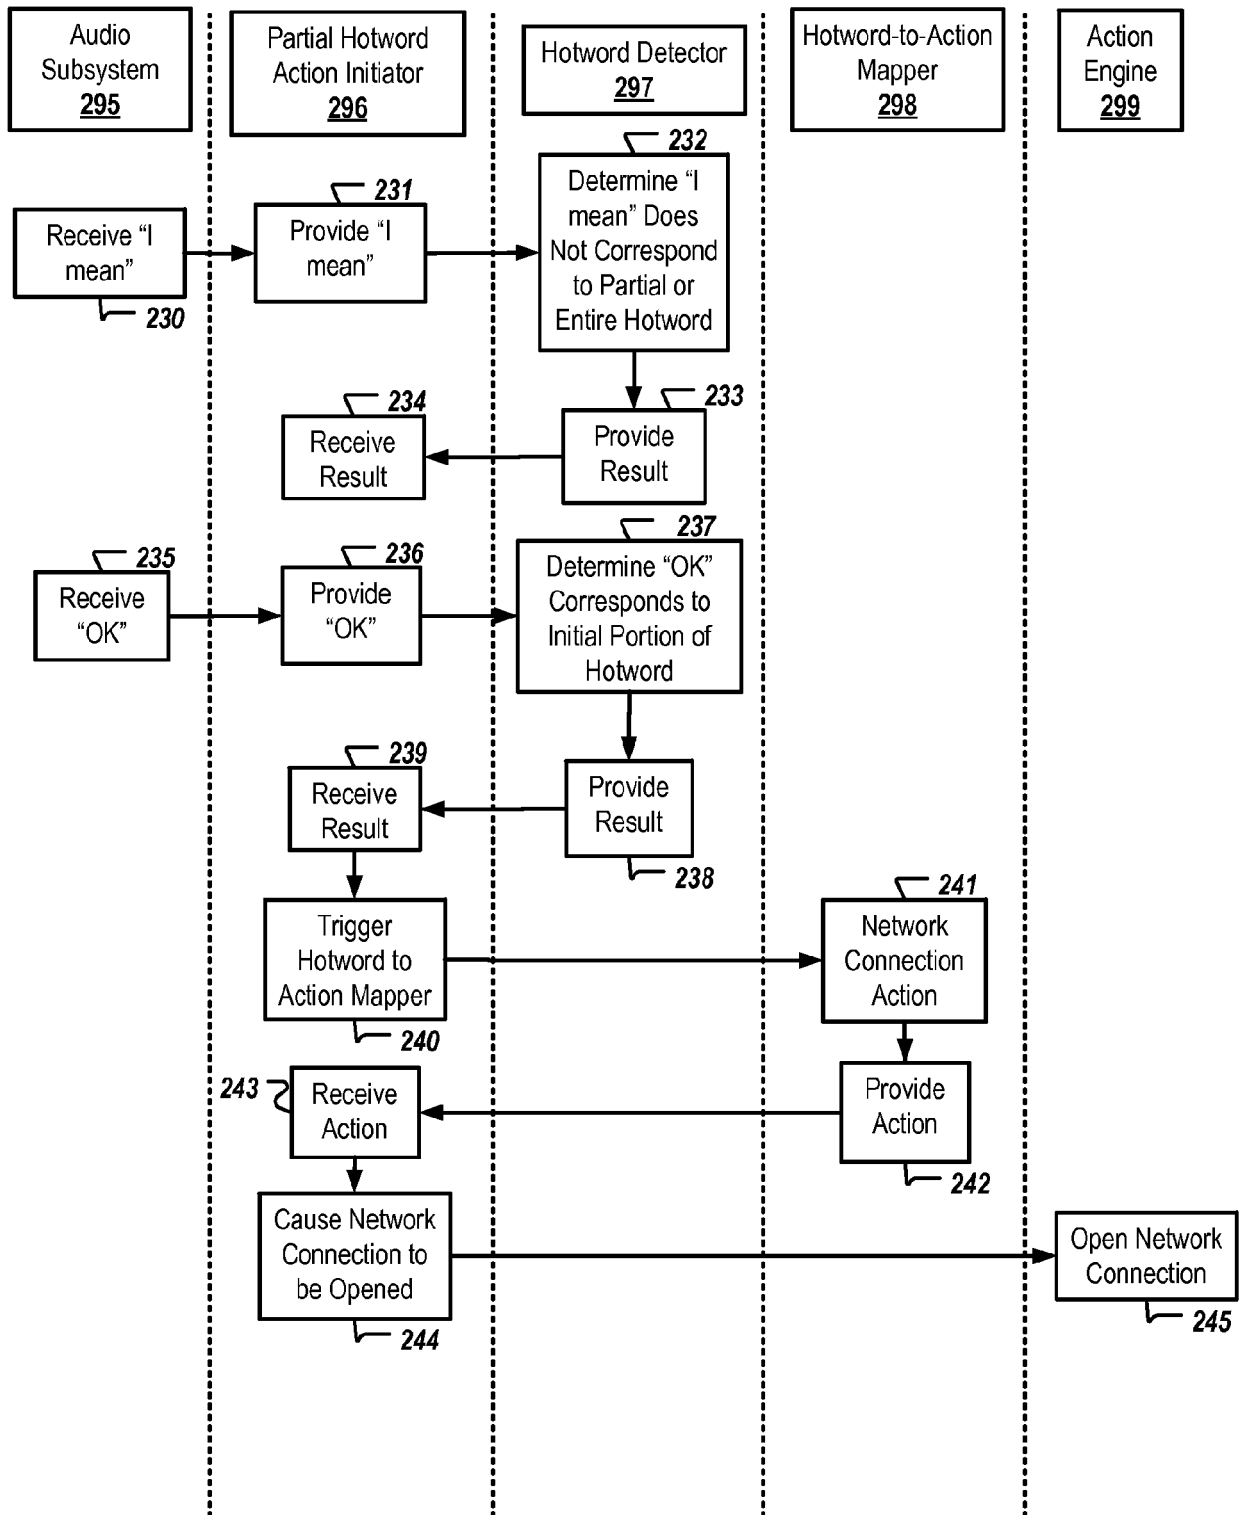 Audio
Subsystem
295
Partial Hotword
Action Initiator
296
Hotword Detector
297
Hotword-to-Action
Mapper
298
Action
Engine
299
Receive “I
mean”
230
231
Provide “I
mean”
232
Determine “I
mean” Does
Not Correspond
to Partial or
Entire Hotword
233
Provide
Result
234
Receive
Result
235
Receive
“OK”
236
Provide
“OK”
237
Determine “OK”
Corresponds to
Initial Portion of
Hotword
Provide
Result
238
239
Receive
Result
Trigger
Hotword to
Action Mapper
240
241
Network
Connection
Action
Provide
Action
242
243
Receive
Action
Cause Network
Connection to
be Opened
244
Open Network
Connection
245